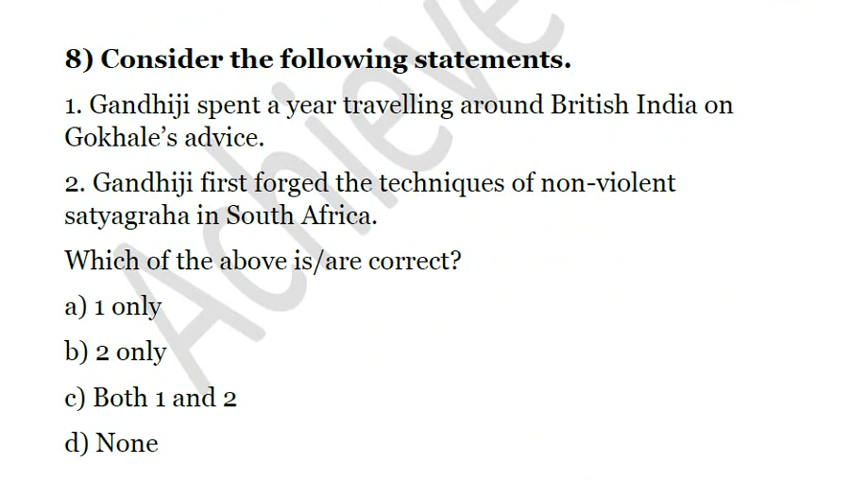 8) Consider the following statements.
1. Gandhiji spent a year travelling around British India on
Gokhale’s advice.
2. Gandhiji first forged the techniques of non-violent
satyagraha in South Africa.
Which of the above is/are correct?
a) 1 only
b) 2 only
c) Both 1 and 2
d) None
Achieve